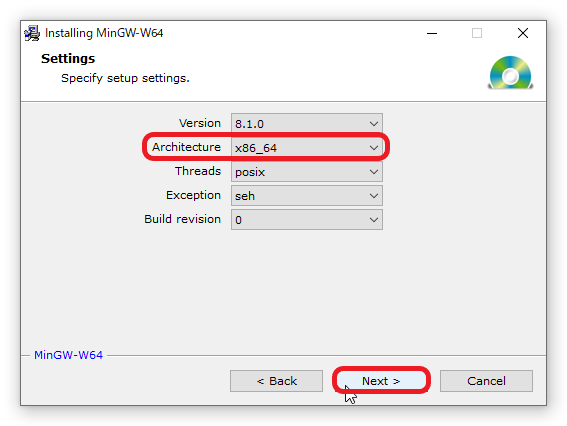 Installing MinGW-W64
Settings
Specify setup settings.
Version 8.1.0
Architecture x86_64
Threads posix
Exception seh
Build revision 0
MinGW-W64
< Back Next > Cancel